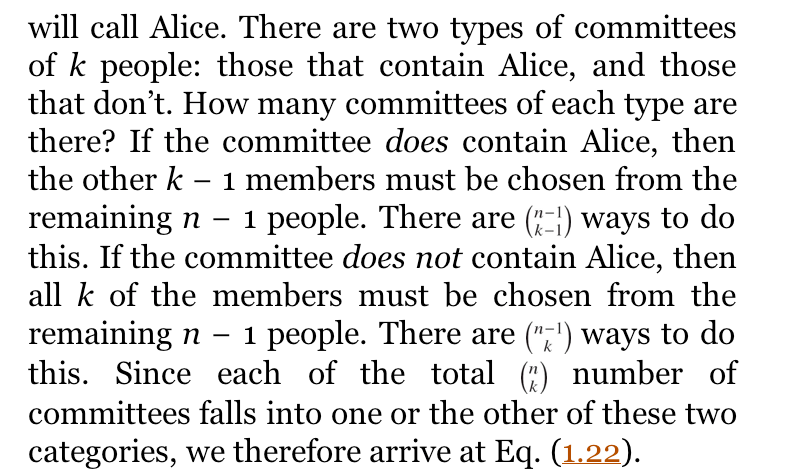 will call Alice. There are two types of committees
of k people: those that contain Alice, and those
that don’t. How many committees of each type are
there? If the committee does contain Alice, then
the other k − 1 members must be chosen from the
remaining n − 1 people. There are (n−1 k−1) ways to do
this. If the committee does not contain Alice, then
all k of the members must be chosen from the
remaining n − 1 people. There are (n−1 k) ways to do
this. Since each of the total (n k) number of
committees falls into one or the other of these two
categories, we therefore arrive at Eq. (1.22).